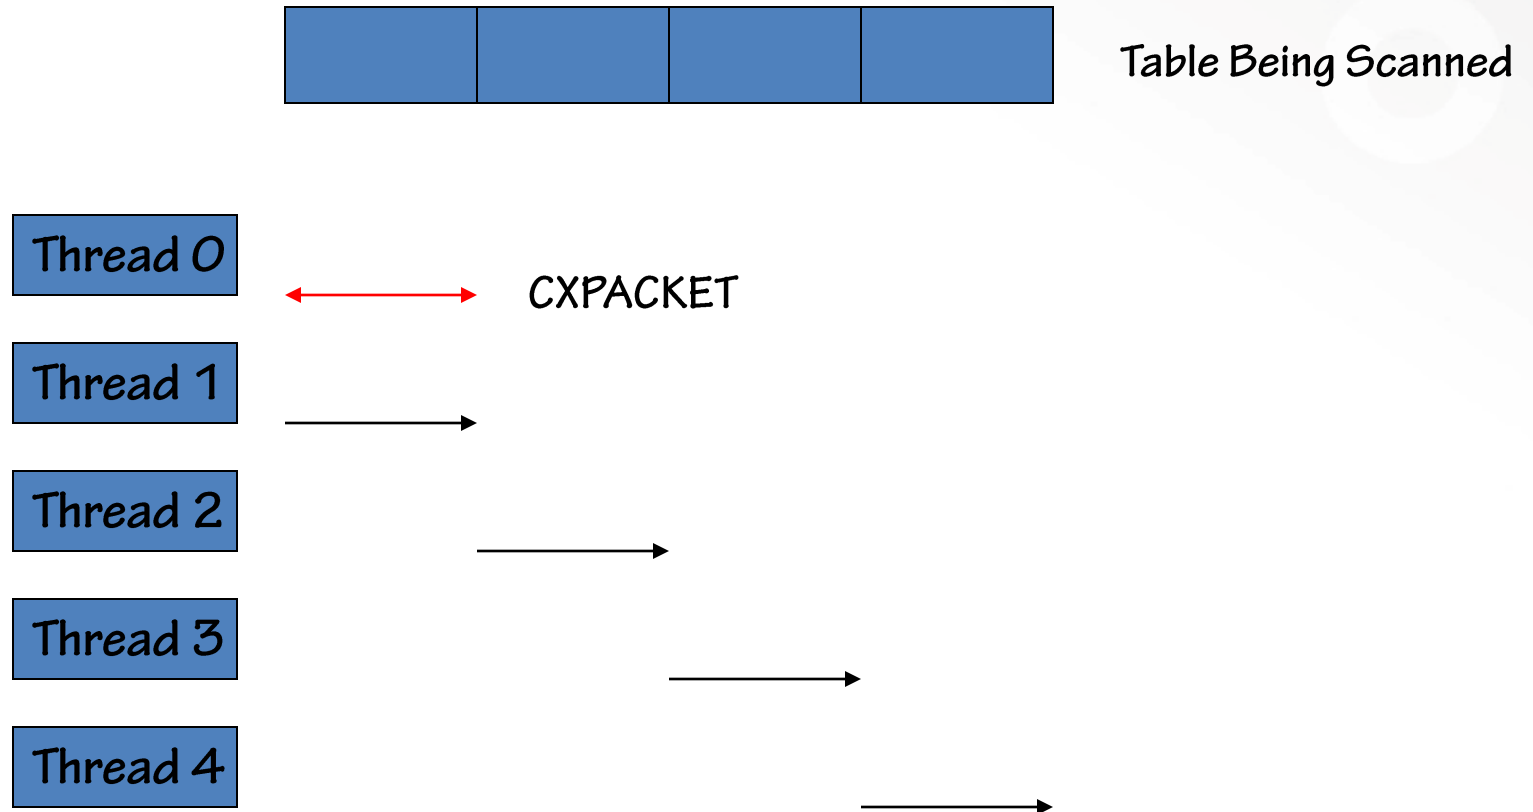 Table Being Scanned
Thread 0
CXPACKET
Thread 1
Thread 2
Thread 3
Thread 4